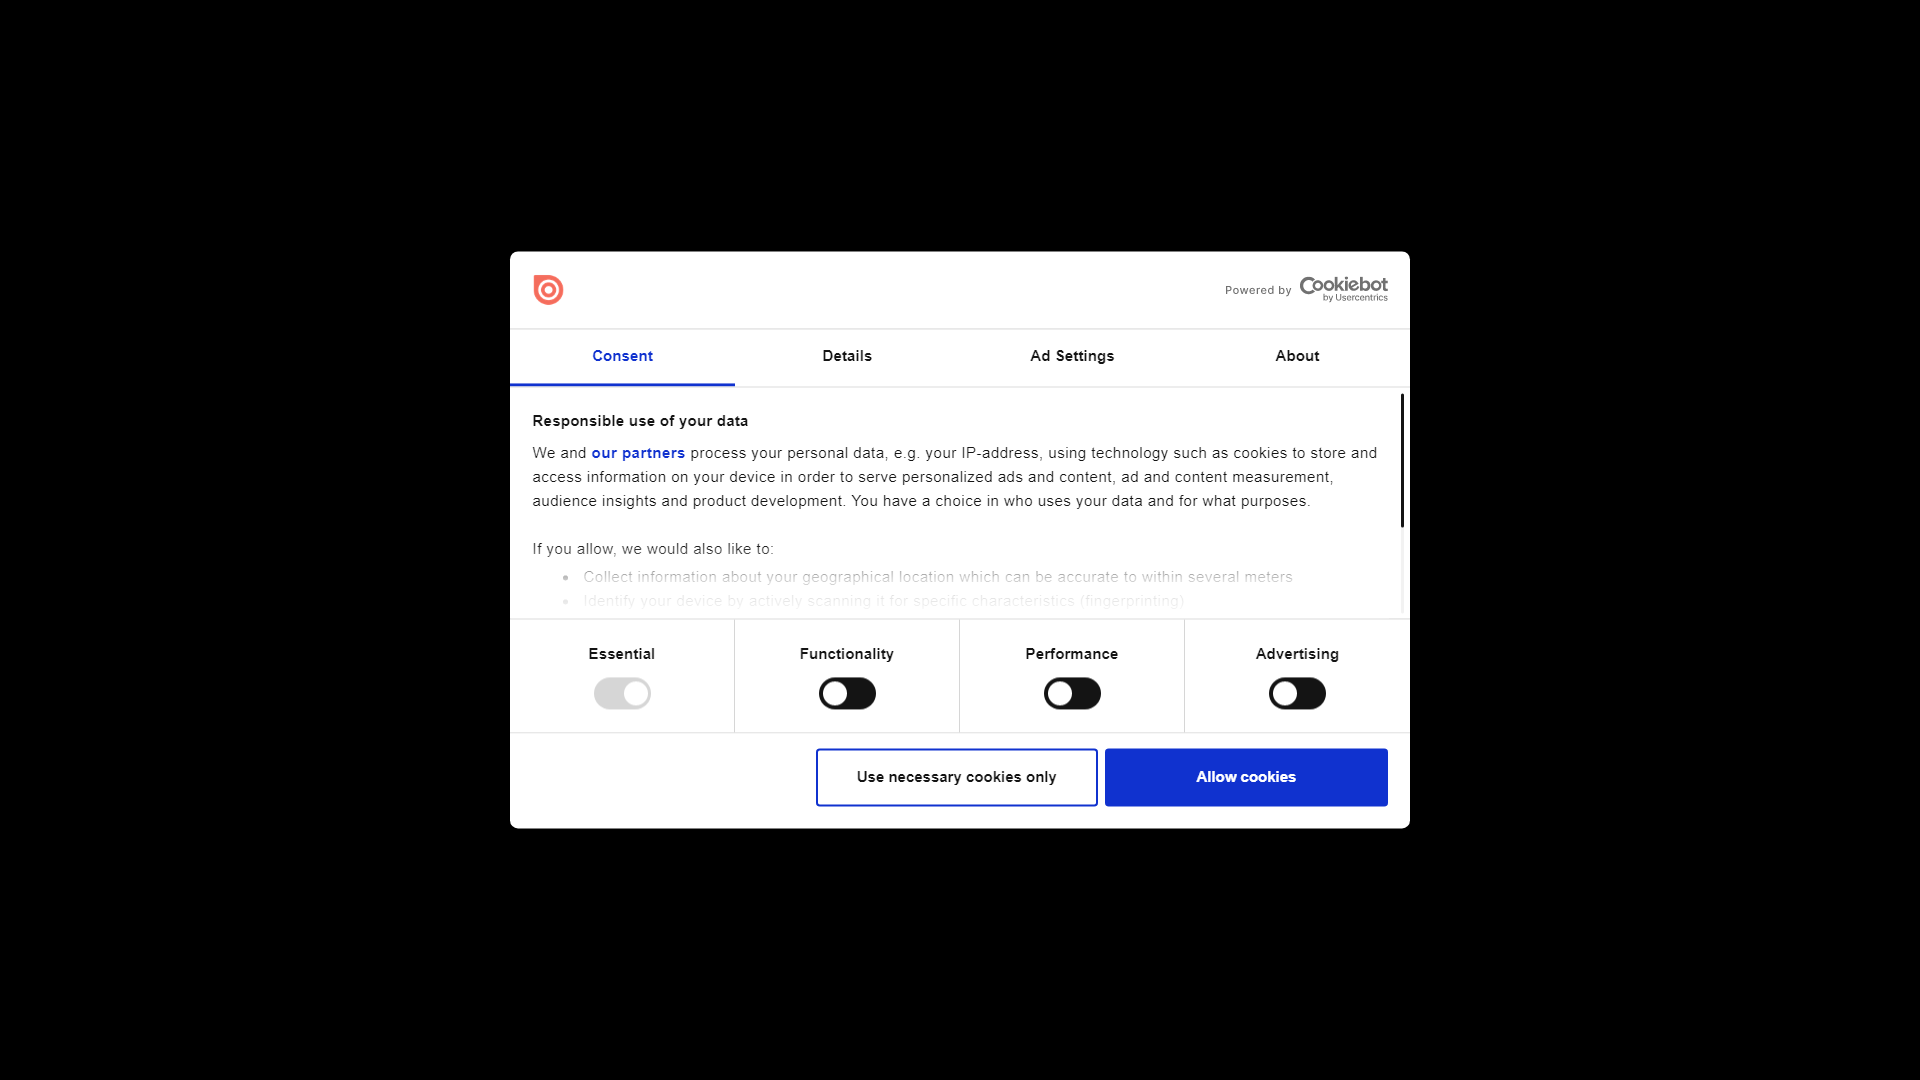 Powered by Cookiebot
by Usercentrics
Consent Details Ad Settings About
Responsible use of your data
We and our partners process your personal data, e.g. your IP-address, using technology such as cookies to store and
access information on your device in order to serve personalized ads and content, ad and content measurement,
audience insights and product development. You have a choice in who uses your data and for what purposes.
If you allow, we would also like to:
• Collect information about your geographical location which can be accurate to within several meters
• Identify your device by actively scanning it for specific characteristics (fingerprinting)
Essential Functionality Performance Advertising
Use necessary cookies only Allow cookies